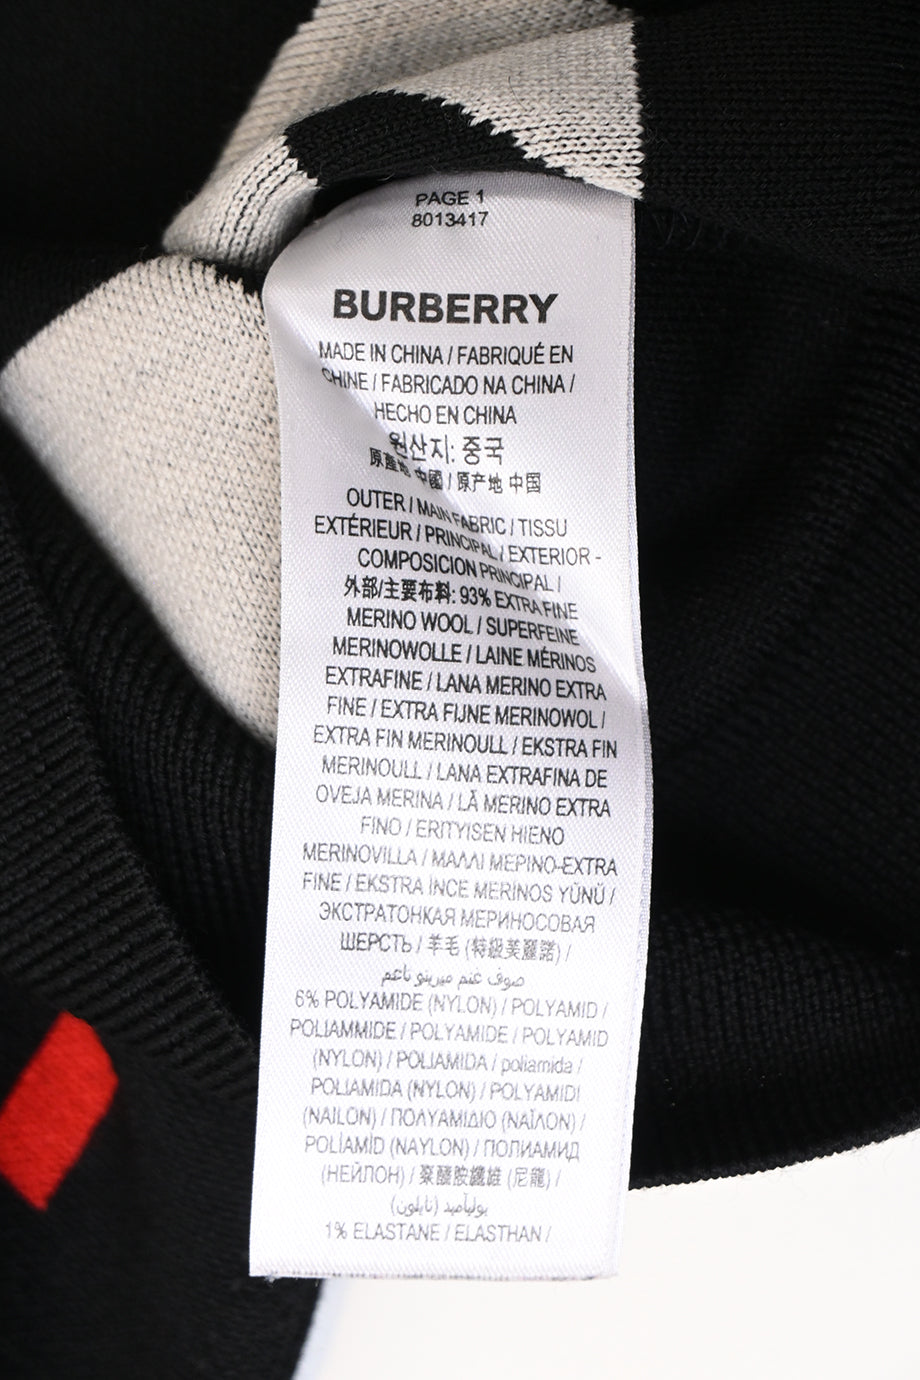 PAGE 1
8013417
BURBERRY
MADE IN CHINA / FABRIQUÉ EN
CHINE / FABRICADO NA CHINA /
HECHO EN CHINA
원산지: 중국
原產地 中國 / 原产地 中国
OUTER / MAIN FABRIC / TISSU
EXTÉRIEUR / PRINCIPAL / EXTERIOR -
COMPOSICION PRINCIPAL /
外部/主要布料: 93% EXTRA FINE
MERINO WOOL / SUPERFEINE
MERINOWOLLE / LAINE MÉRINOS
EXTRAFINE / LANA MERINO EXTRA
FINE / EXTRA FIJNE MERINOWOL /
EXTRA FIN MERINOULL / EKSTRA FIN
MERINOULL / LANA EXTRAFINA DE
OVEJA MERINA / LÃ MERINO EXTRA
FINO / ERITYISEN HIENO
MERINOVILLA / ΜΑΛΛΙ ΜΕΡΙΝΟ-EXTRA
FINE / EKSTRA İNCE MERİNOS YÜNÜ /
ЭКСТРАТОНКАЯ МЕРИНОСОВАЯ
ШЕРСТЬ / 羊毛 (特級美麗諾) /
صوف غنم ميرينو ناعم
6% POLYAMIDE (NYLON) / POLYAMID /
POLIAMMIDE / POLYAMIDE / POLYAMID
(NYLON) / POLIAMIDA / poliamida /
POLIAMIDA (NYLON) / POLYAMIDI
(NAILON) / ΠΟΛΥΑΜΙΔΙΟ (ΝΑΪΛΟΝ) /
POLİAMİD (NAYLON) / ПОЛИАМИД
(НЕЙЛОН) / 聚醯胺纖維 (尼龍) /
بوليآميد (نايلون)
1% ELASTANE / ELASTHAN /